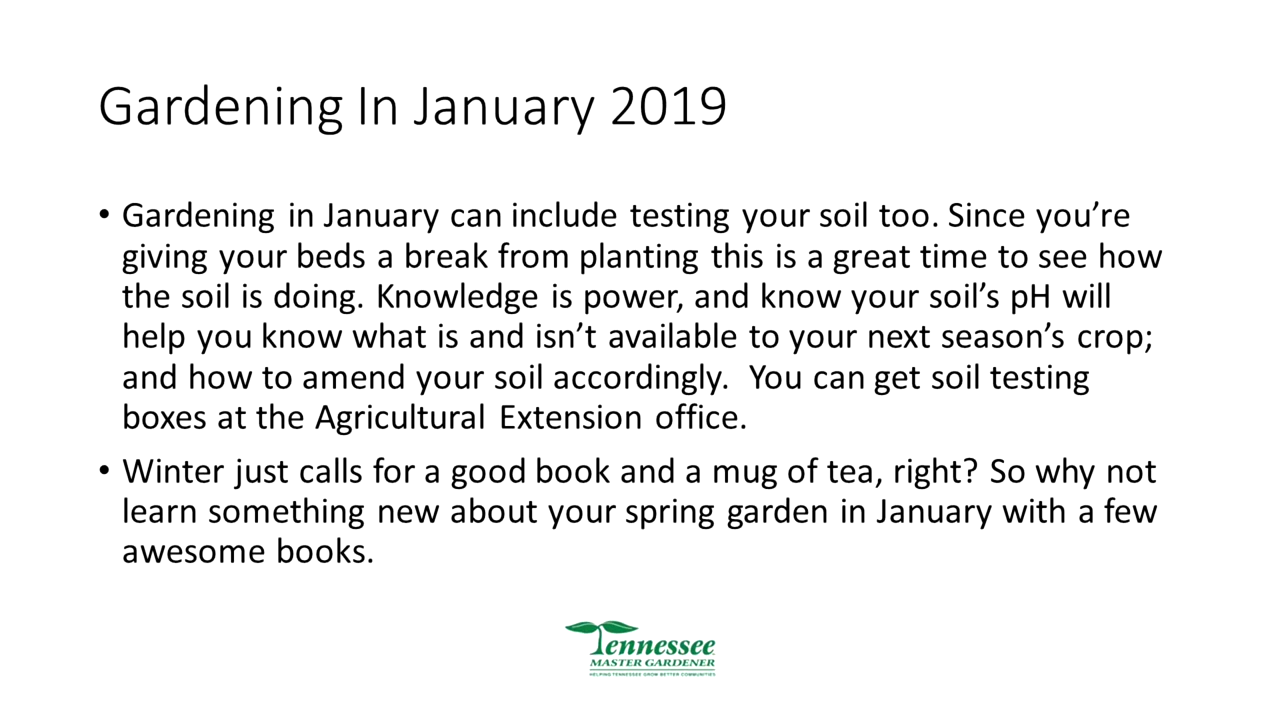 Gardening In January 2019
• Gardening in January can include testing your soil too. Since you’re
giving your beds a break from planting this is a great time to see how
the soil is doing. Knowledge is power, and know your soil’s pH will
help you know what is and isn’t available to your next season’s crop;
and how to amend your soil accordingly.  You can get soil testing
boxes at the Agricultural Extension office.
• Winter just calls for a good book and a mug of tea, right? So why not
learn something new about your spring garden in January with a few
awesome books.
Tennessee
MASTER GARDENER
HELPING TENNESSEE GROW BETTER COMMUNITIES